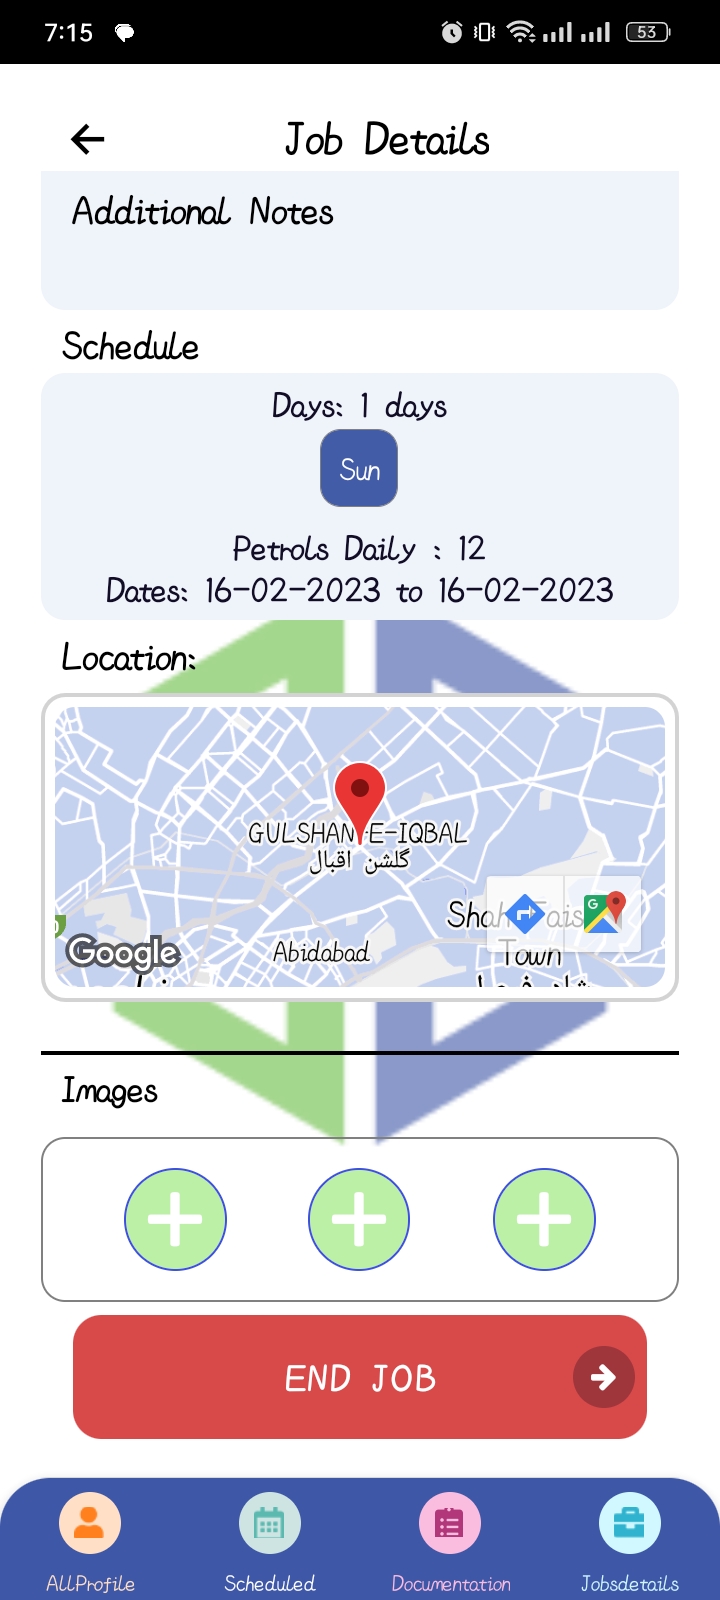 7:15
53
Job Details
Additional Notes
Schedule
Days: 1 days
Sun
Petrols Daily : 12
Dates: 16-02-2023 to 16-02-2023
Location:
GULSHAN-E-IQBAL
گلشن اقبال
Shah Fais
Town
Abidabad
Google
G
Images
END JOB
AllProfile
Scheduled
Documentation
Jobsdetails